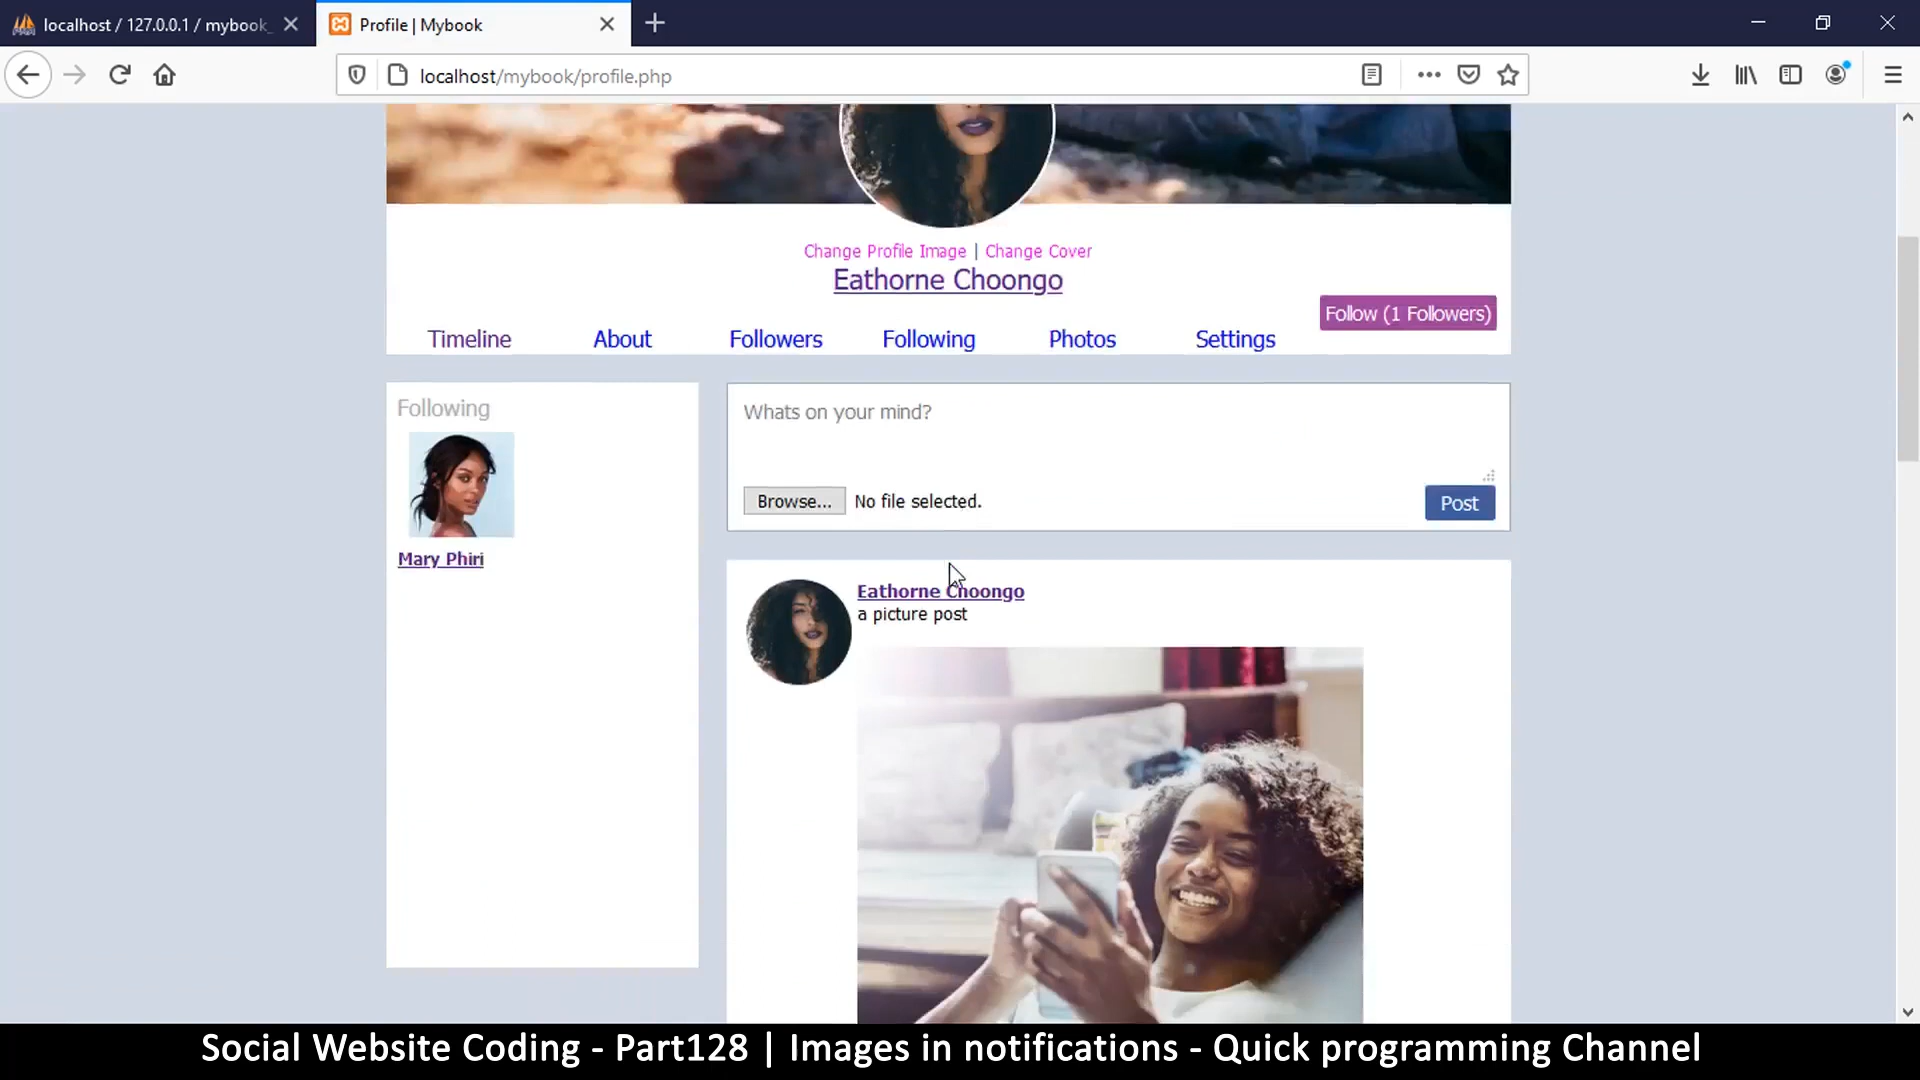 localhost / 127.0.0.1 / mybook_
Profile | Mybook
localhost/mybook/profile.php
Change Profile Image | Change Cover
Eathorne Choongo
Follow (1 Followers)
Timeline
About
Followers
Following
Photos
Settings
Following
Mary Phiri
Whats on your mind?
Browse...
No file selected.
Post
Eathorne Choongo
a picture post
Social Website Coding - Part128 | Images in notifications - Quick programming Channel